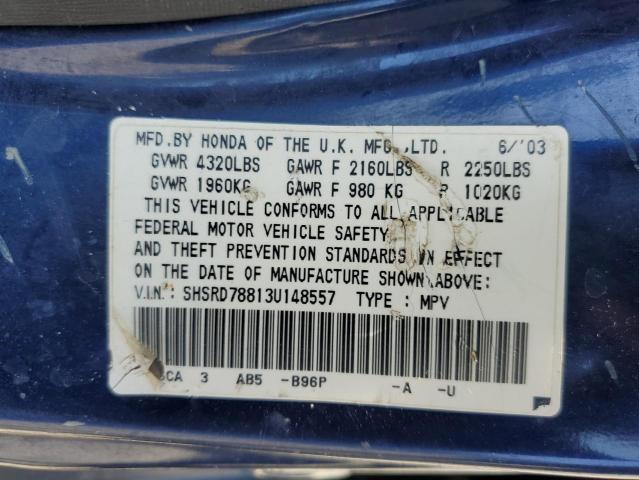 MFD.BY HONDA OF THE U.K. MFG.,LTD. 6/'03
GVWR 4320LBS GAWR F 2160LBS R 2250LBS
GVWR 1960KG GAWR F 980 KG R 1020KG
THIS VEHICLE CONFORMS TO ALL APPLICABLE
FEDERAL MOTOR VEHICLE SAFETY
AND THEFT PREVENTION STANDARDS IN EFFECT
ON THE DATE OF MANUFACTURE SHOWN ABOVE:
V.I.N.: SHSRD78813U148557 TYPE : MPV
CA 3 AB5 -B96P -A -U